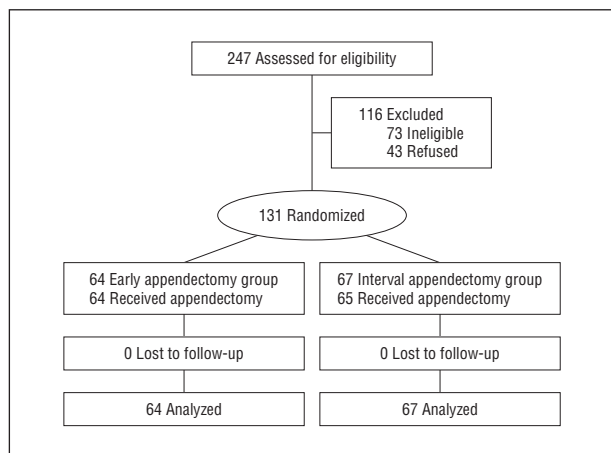 247 Assessed for eligibility
116 Excluded
73 Ineligible
43 Refused
131 Randomized
64 Early appendectomy group
64 Received appendectomy
67 Interval appendectomy group
65 Received appendectomy
0 Lost to follow-up
0 Lost to follow-up
64 Analyzed
67 Analyzed